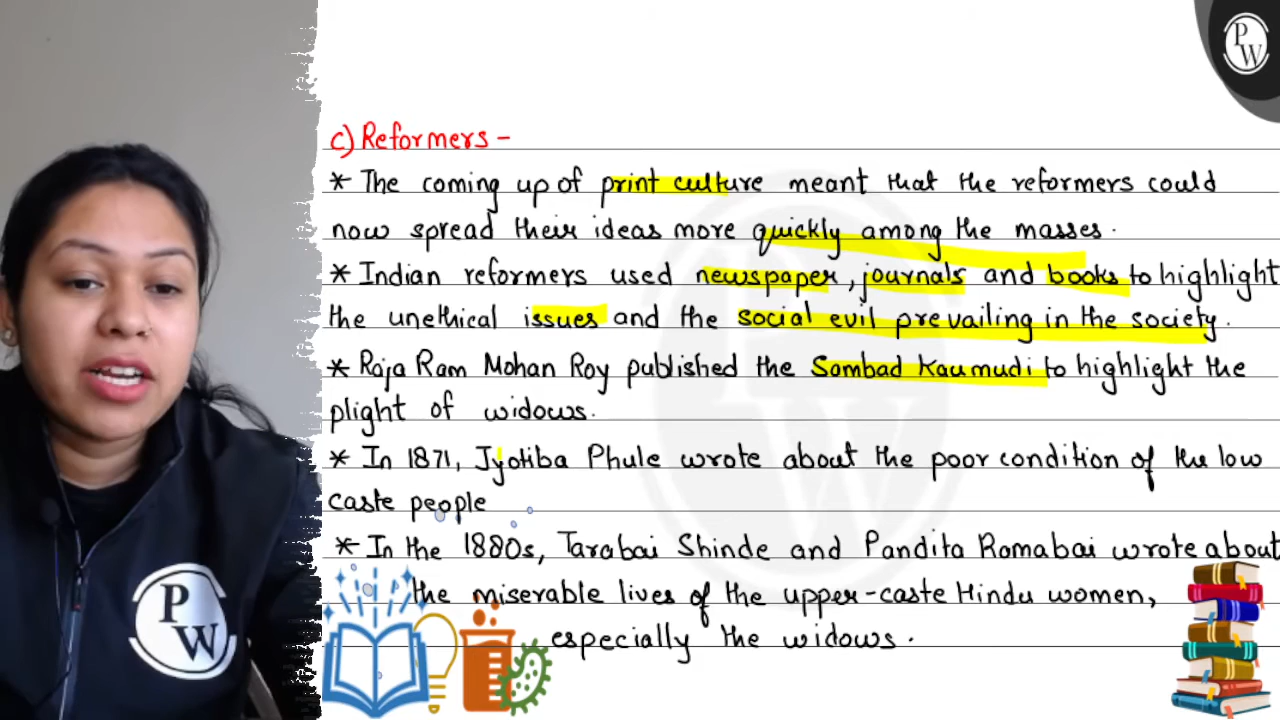 PW
c) Reformers -
* The coming up of print culture meant that the reformers could
now spread their ideas more quickly among the masses.
* Indian reformers used newspaper, journals and books to highlight
the unethical issues and the social evil prevailing in the society.
* Raja Ram Mohan Roy published the Sambad Kaumudi to highlight the
plight of widows.
* In 1871, Jyotiba Phule wrote about the poor condition of the low
caste people
* In the 1880s, Tarabai Shinde and Pandita Ramabai wrote about
the miserable lives of the upper-caste Hindu women,
especially the widows.
PW
PW